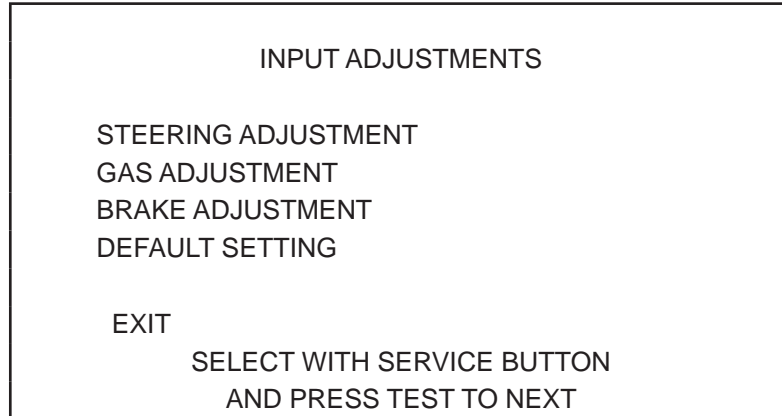 INPUT ADJUSTMENTS
STEERING ADJUSTMENT
GAS ADJUSTMENT
BRAKE ADJUSTMENT
DEFAULT SETTING
EXIT
SELECT WITH SERVICE BUTTON
AND PRESS TEST TO NEXT